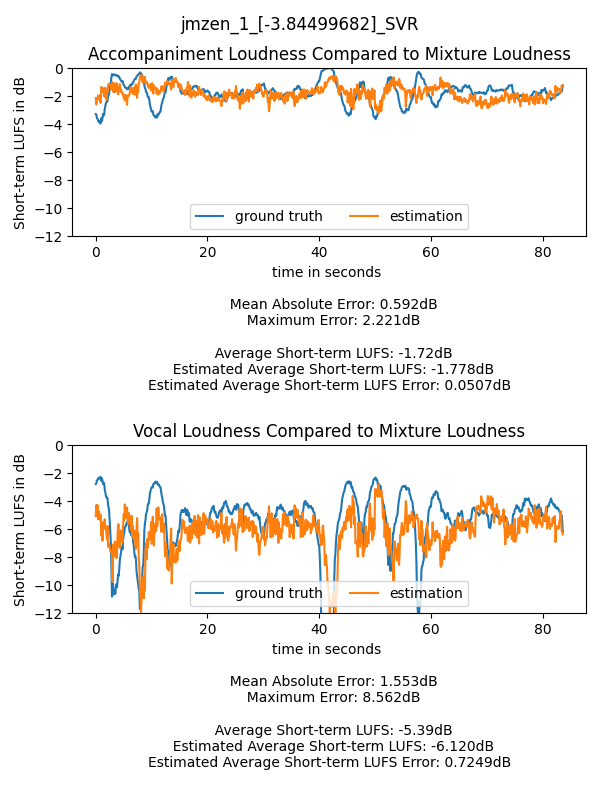 jmzen_1_[-3.84499682]_SVR
Accompaniment Loudness Compared to Mixture Loudness
Short-term LUFS in dB
0
−2
−4
−6
−8
−10
−12
ground truth estimation
0 20 40 60 80
time in seconds
Mean Absolute Error: 0.592dB
Maximum Error: 2.221dB
Average Short-term LUFS: -1.72dB
Estimated Average Short-term LUFS: -1.778dB
Estimated Average Short-term LUFS Error: 0.0507dB
Vocal Loudness Compared to Mixture Loudness
Short-term LUFS in dB
0
−2
−4
−6
−8
−10
−12
ground truth estimation
0 20 40 60 80
time in seconds
Mean Absolute Error: 1.553dB
Maximum Error: 8.562dB
Average Short-term LUFS: -5.39dB
Estimated Average Short-term LUFS: -6.120dB
Estimated Average Short-term LUFS Error: 0.7249dB